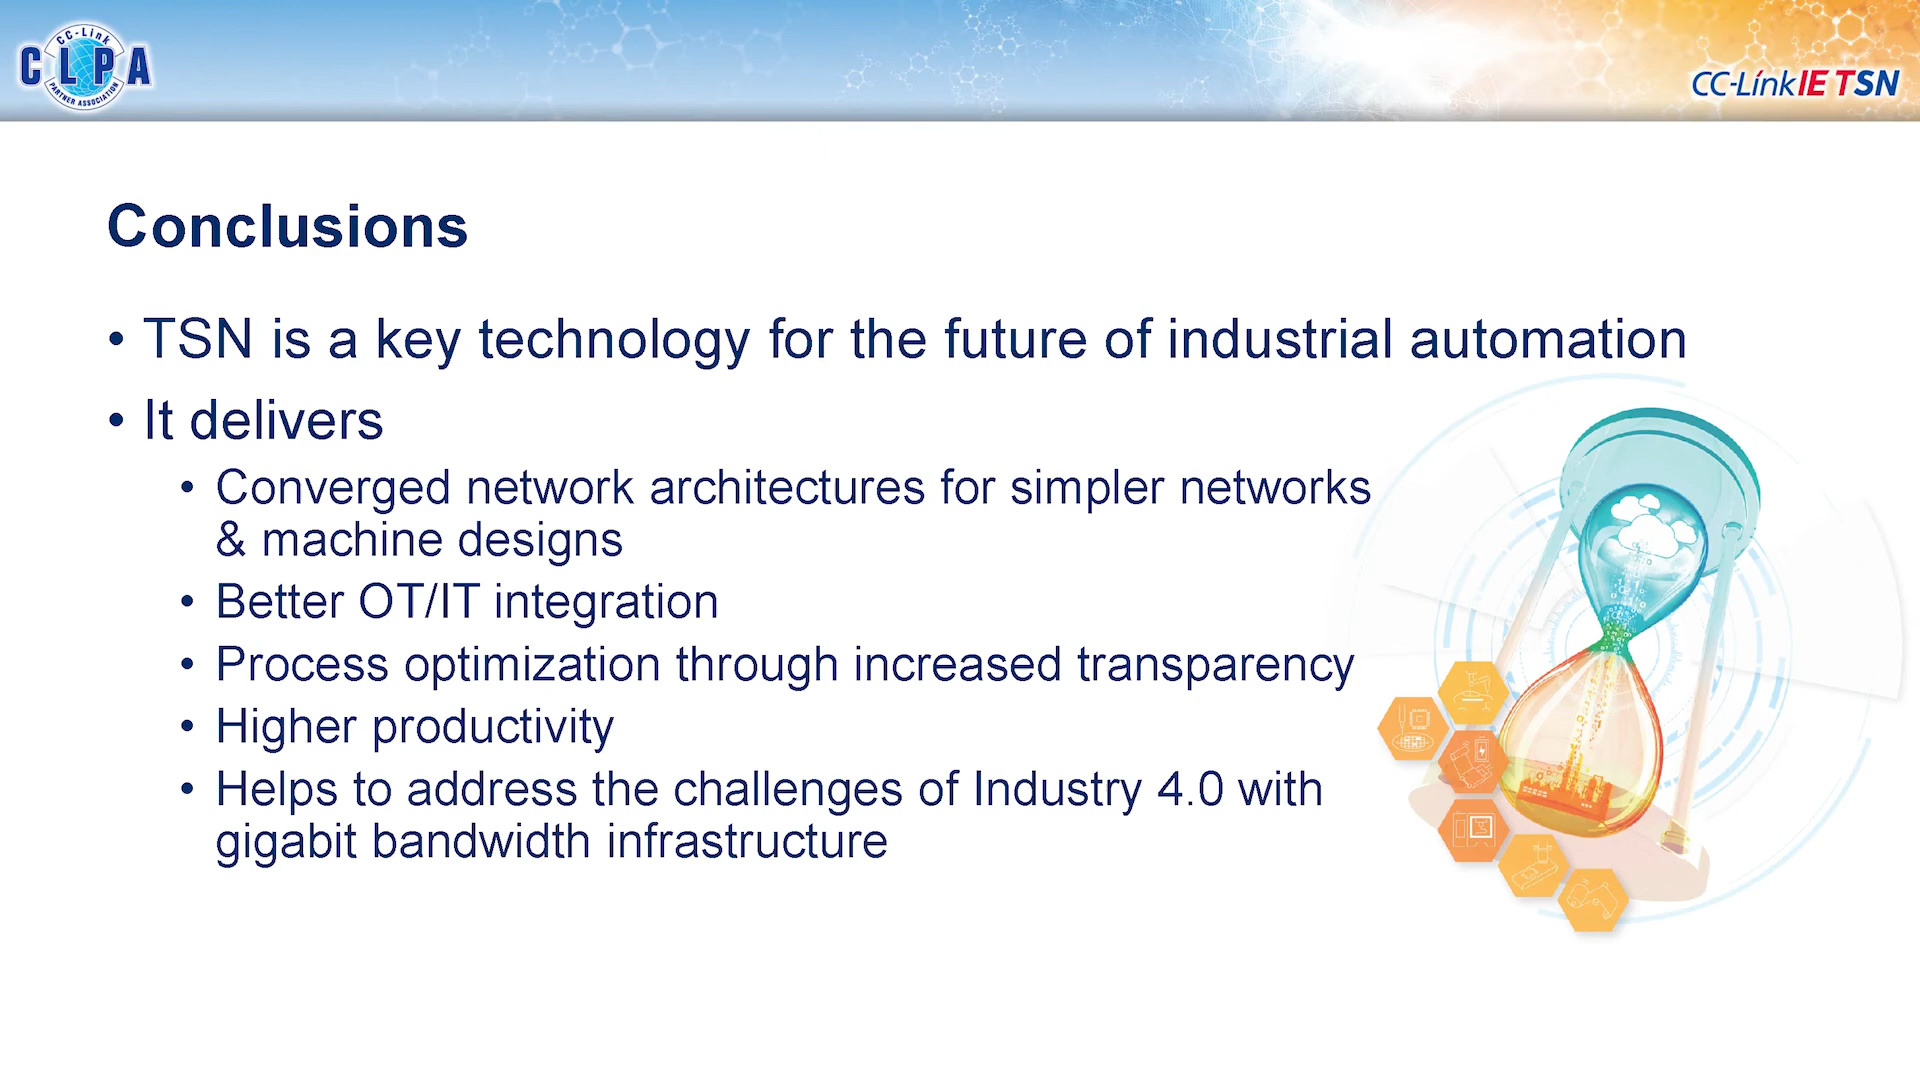 CC-Link
CLPA
PARTNER ASSOCIATION
CC-Link IE TSN
Conclusions
• TSN is a key technology for the future of industrial automation
• It delivers
• Converged network architectures for simpler networks
& machine designs
• Better OT/IT integration
• Process optimization through increased transparency
• Higher productivity
• Helps to address the challenges of Industry 4.0 with
gigabit bandwidth infrastructure